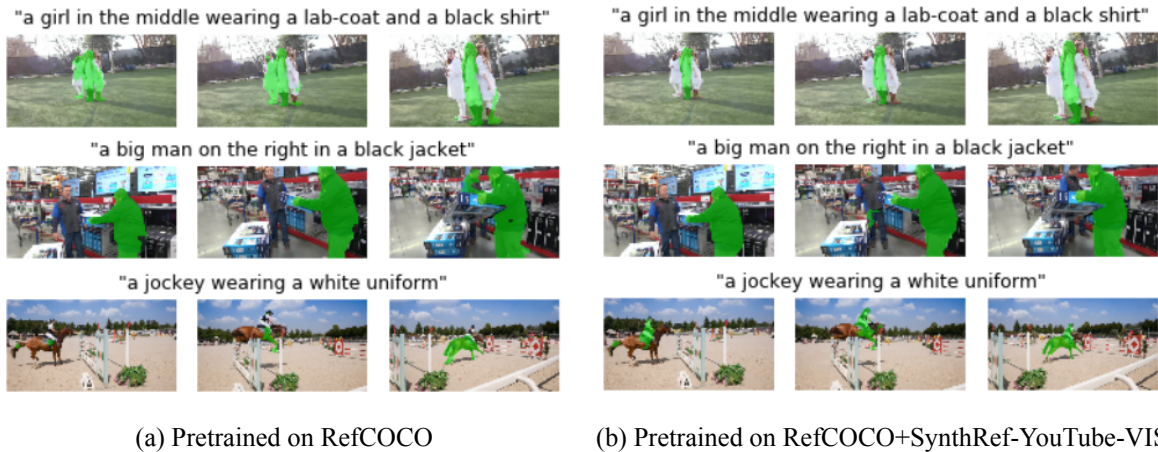 "a girl in the middle wearing a lab-coat and a black shirt"
"a big man on the right in a black jacket"
"a jockey wearing a white uniform"
(a) Pretrained on RefCOCO
"a girl in the middle wearing a lab-coat and a black shirt"
"a big man on the right in a black jacket"
"a jockey wearing a white uniform"
(b) Pretrained on RefCOCO+SynthRef-YouTube-VIS